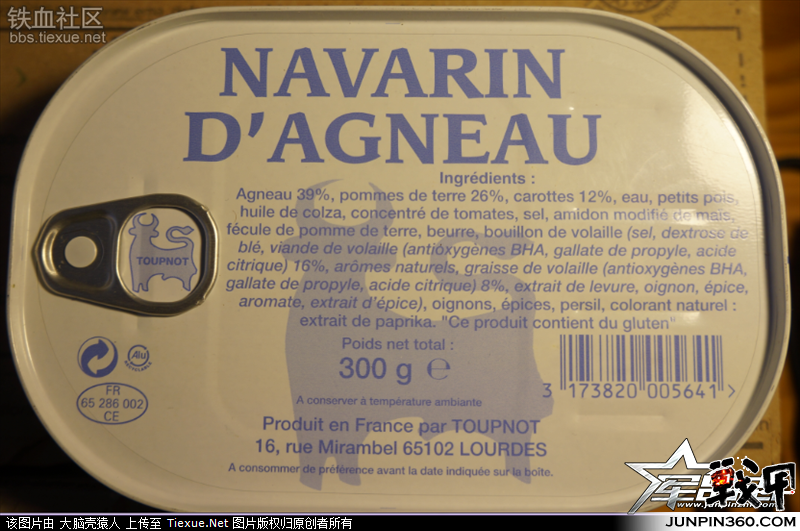 铁血社区
bbs.tiexue.net
NAVARIN
D'AGNEAU
Ingrédients :
Agneau 39%, pommes de terre 26%, carottes 12%, eau, petits pois,
huile de colza, concentré de tomates, sel, amidon modifié de maïs,
fécule de pomme de terre, beurre, bouillon de volaille (sel, dextrose de
blé, viande de volaille (antioxygènes BHA, gallate de propyle, acide
citrique) 16%, arômes naturels, graisse de volaille (antioxygènes BHA,
gallate de propyle, acide citrique) 8%, extrait de levure, oignon, épice,
aromate, extrait d'épice), oignons, épices, persil, colorant naturel :
extrait de paprika. "Ce produit contient du gluten"
TOUPNOT
Poids net total :
300 g e
Alu
FR
65 286 002
CE
3 173820 005641 >
A conserver à température ambiante
Produit en France par TOUPNOT
16, rue Mirambel 65102 LOURDES
A consommer de préférence avant la date indiquée sur la boîte.
战甲
JUNPIN360.COM
该图片由 大脑壳猿人 上传至 Tiexue.Net 图片版权归原创者所有